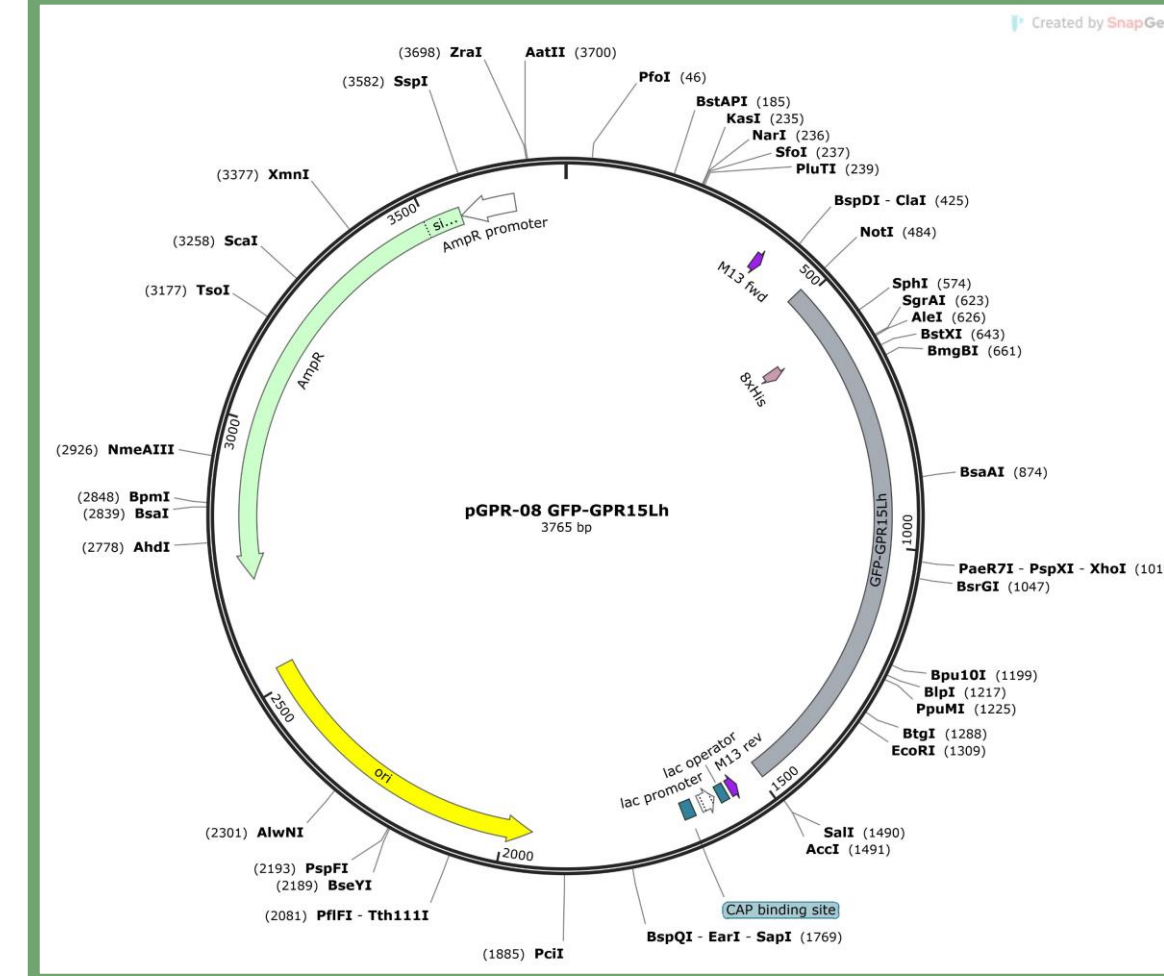 Created by SnapGe
(3698) ZraI
AatII (3700)
(3582) SspI
PfoI (46)
BstAPI (185)
KasI (235)
NarI (236)
SfoI (237)
PluTI (239)
(3377) XmnI
BspDI - ClaI (425)
NotI (484)
(3258) ScaI
(3177) TsoI
SphI (574)
SgrAI (623)
AleI (626)
BstXI (643)
BmgBI (661)
3500
si...
AmpR promoter
M13 fwd
500
AmpR
8xHis
3000
(2926) NmeAIII
BsaAI (874)
(2848) BpmI
(2839) BsaI
(2778) AhdI
pGPR-08 GFP-GPR15Lh
3765 bp
GFP-GPR15Lh
1000
PaeR7I - PspXI - XhoI (101
BsrGI (1047)
Bpu10I (1199)
BlpI (1217)
PpuMI (1225)
BtgI (1288)
EcoRI (1309)
2500
ori
lac operator
M13 rev
lac promoter
1500
(2301) AlwNI
SalI (1490)
AccI (1491)
2000
(2193) PspFI
(2189) BseYI
(2081) PflFI - Tth111I
CAP binding site
BspQI - EarI - SapI (1769)
(1885) PciI